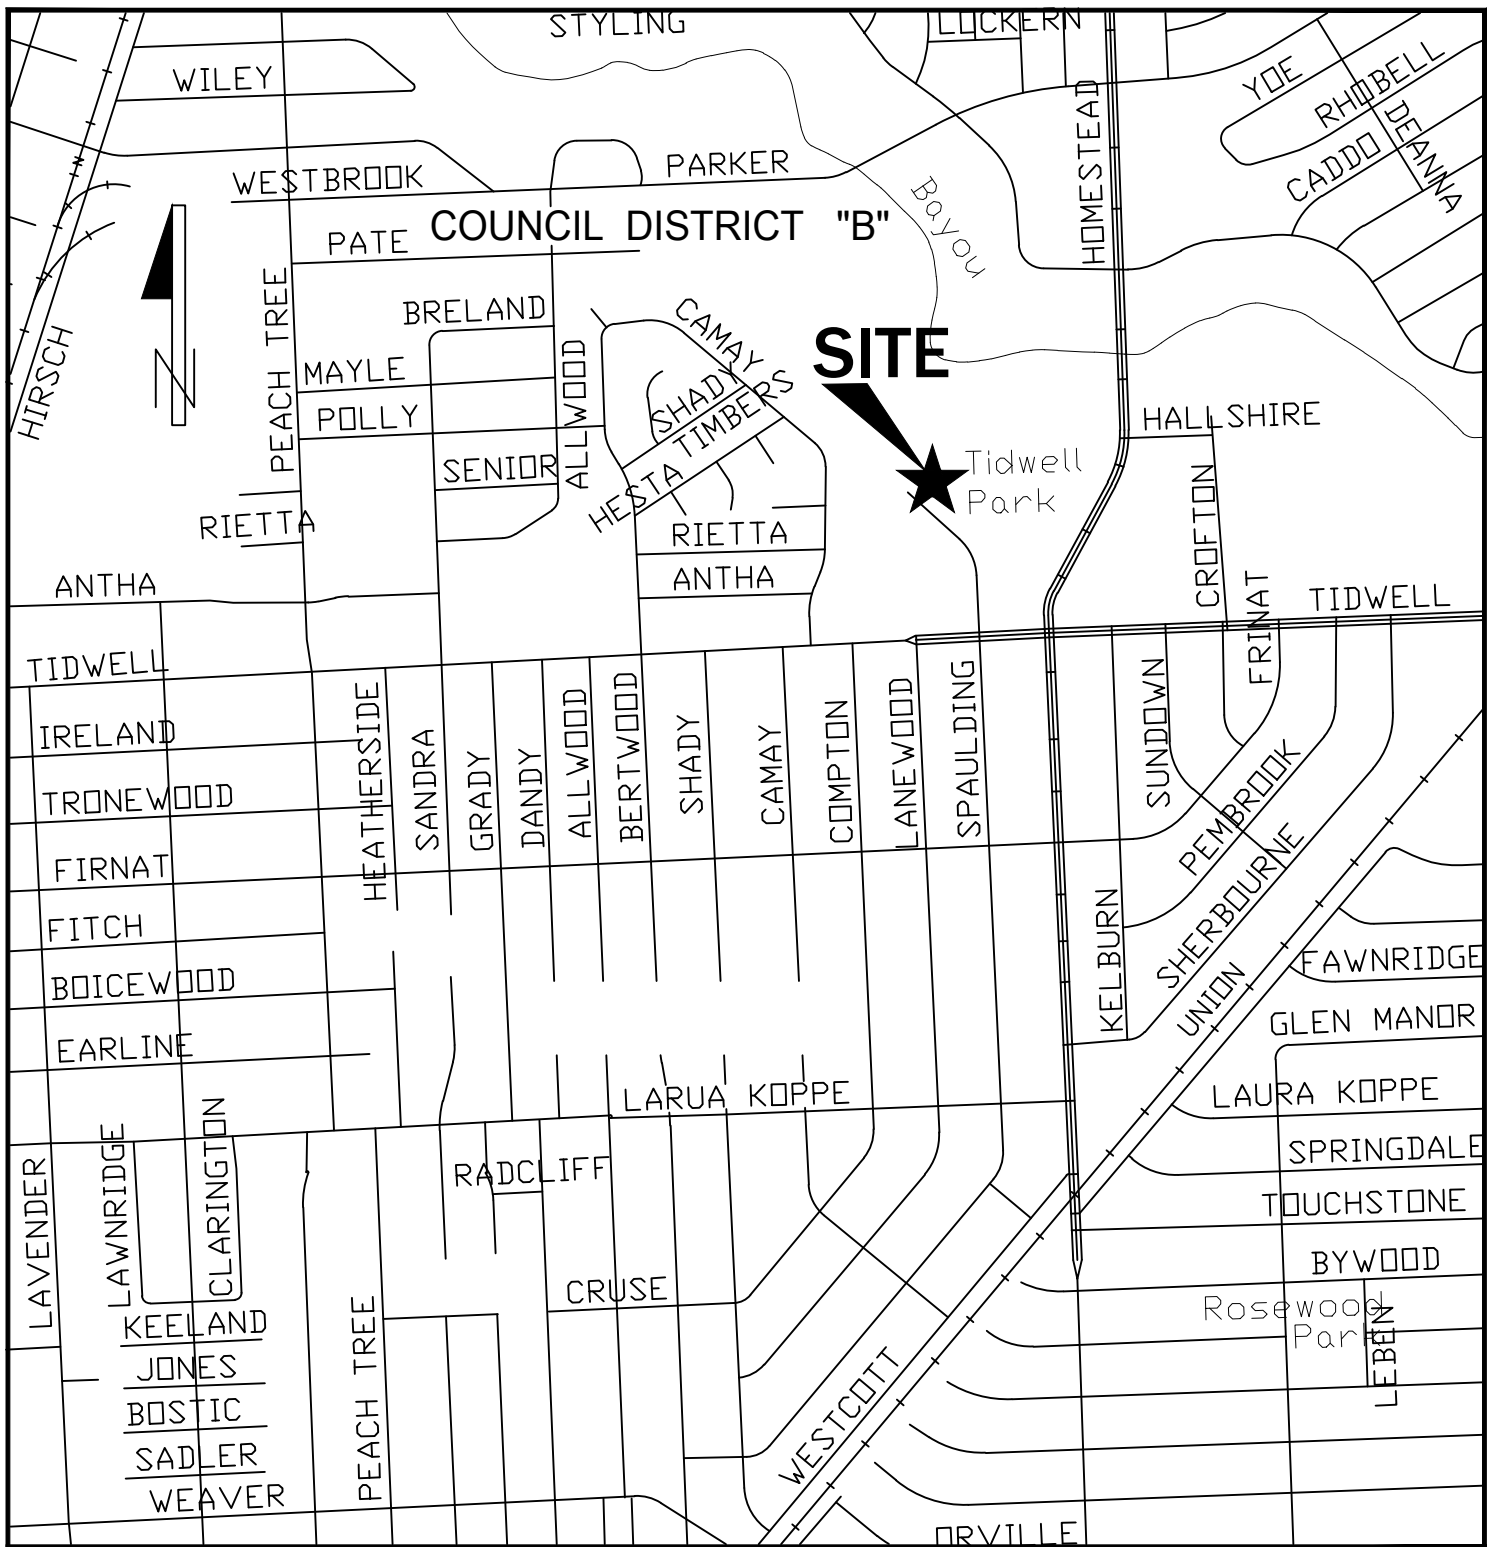 STYLING
LOCKERN
WILEY
YOE
RHOBELL
DEANNA
CADDO
HOMESTEAD
PARKER
WESTBROOK
COUNCIL DISTRICT "B"
PATE
Bayou
PEACH TREE
BRELAND
CAMAY
HIRSCH
N
MAYLE
ALLWOOD
SHADY
SITE
POLLY
HESTA TIMBERS
HALLSHIRE
SENIOR
Tidwell
Park
CROFTON
RIETTA
RIETTA
ANTHA
ANTHA
FRINAT
TIDWELL
TIDWELL
IRELAND
HEATHERSIDE
SANDRA
GRADY
DANDY
ALLWOOD
BERTWOOD
SHADY
CAMAY
COMPTON
LANEWOOD
SPAULDING
SUNDOWN
PEMBROOK
SHERBOURNE
TRONEWOOD
FIRNAT
FITCH
KELBURN
UNION
FAWNRIDGE
BOICEWOOD
GLEN MANOR
EARLINE
LARUA KOPPE
LAURA KOPPE
LAVENDER
LAWNRIDGE
CLARINGTON
RADCLIFF
SPRINGDALE
TOUCHSTONE
BYWOOD
CRUSE
Rosewood
Park
LEBEN
KEELAND
PEACH TREE
JONES
WESTCOTT
BOSTIC
SADLER
WEAVER
ORVILLE